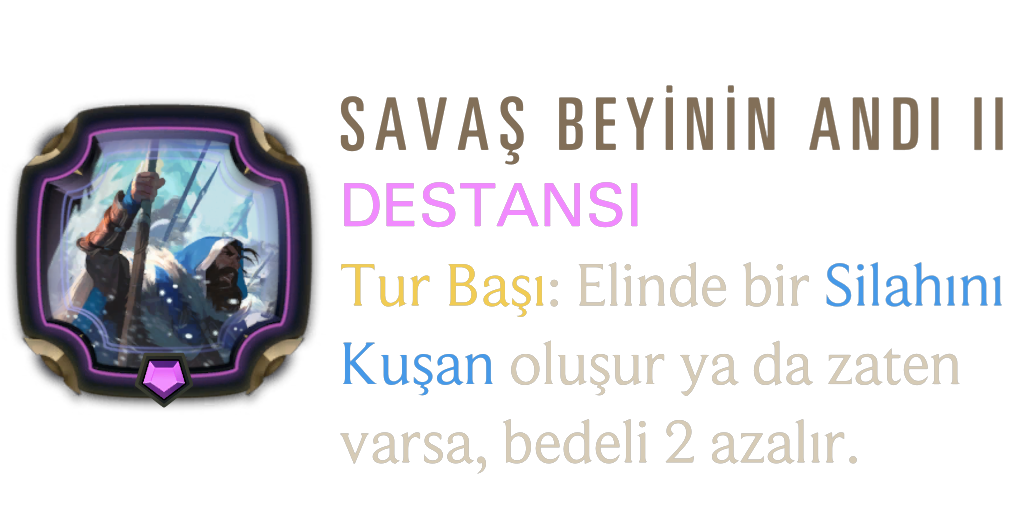 SAVAŞ BEYİNİN ANDI II
DESTANSI
Tur Başı: Elinde bir Silahını
Kuşan oluşur ya da zaten
varsa, bedeli 2 azalır.